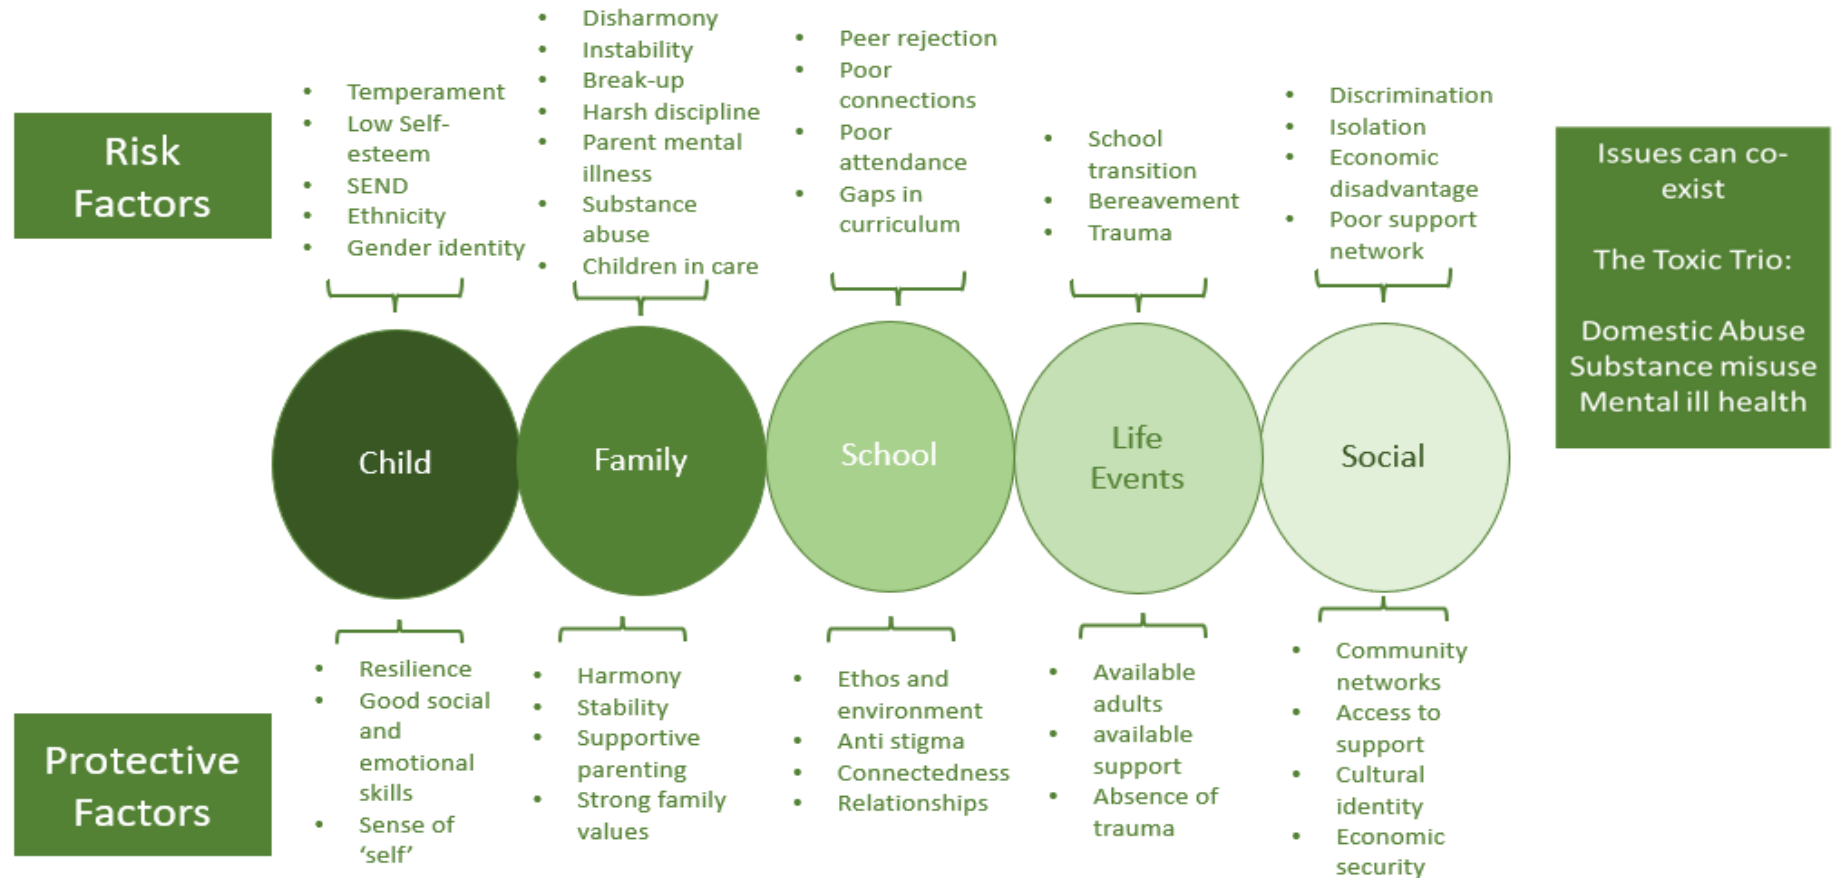 Risk
Factors
• Temperament
• Low Self-
esteem
• SEND
• Ethnicity
• Gender identity
• Disharmony
• Instability
• Break-up
• Harsh discipline
• Parent mental
illness
• Substance
abuse
• Children in care
• Peer rejection
• Poor
connections
• Poor
attendance
• Gaps in
curriculum
• School
transition
• Bereavement
• Trauma
• Discrimination
• Isolation
• Economic
disadvantage
• Poor support
network
Issues can co-
exist
The Toxic Trio:
Domestic Abuse
Substance misuse
Mental ill health
Child
Family
School
Life
Events
Social
Protective
Factors
• Resilience
• Good social
and
emotional
skills
• Sense of
‘self’
• Harmony
• Stability
• Supportive
parenting
• Strong family
values
• Ethos and
environment
• Anti stigma
• Connectedness
• Relationships
• Available
adults
• available
support
• Absence of
trauma
• Community
networks
• Access to
support
• Cultural
identity
• Economic
security